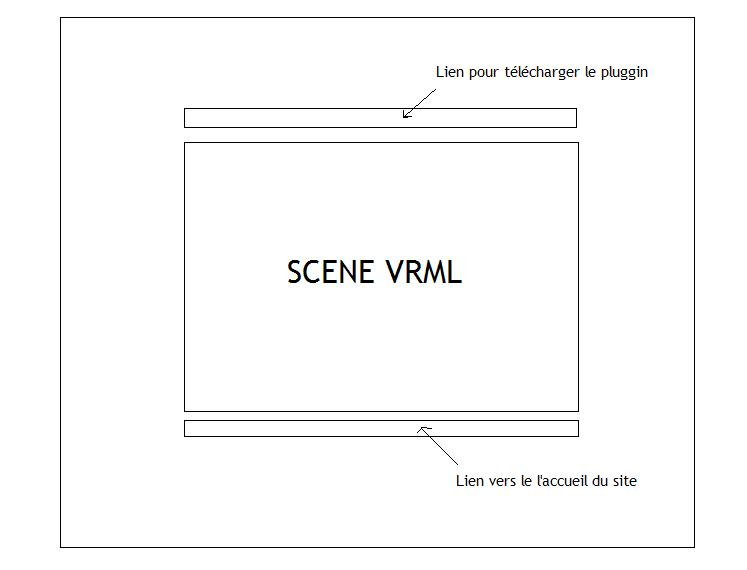 Lien pour télécharger le pluggin
SCENE VRML
Lien vers le l'accueil du site